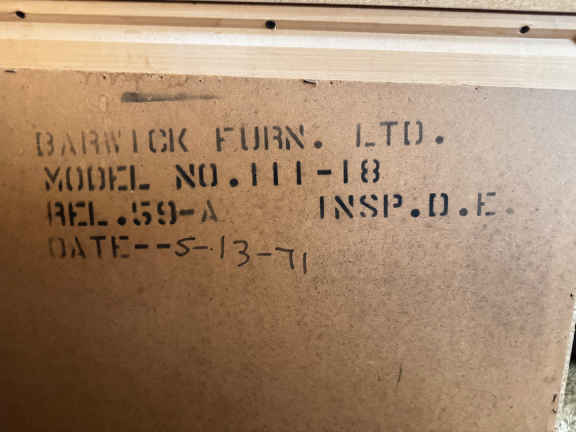 BARWICK FURN. LTD.
MODEL NO.111-18
REL.59-A INSP.D.E.
DATE--5-13-71